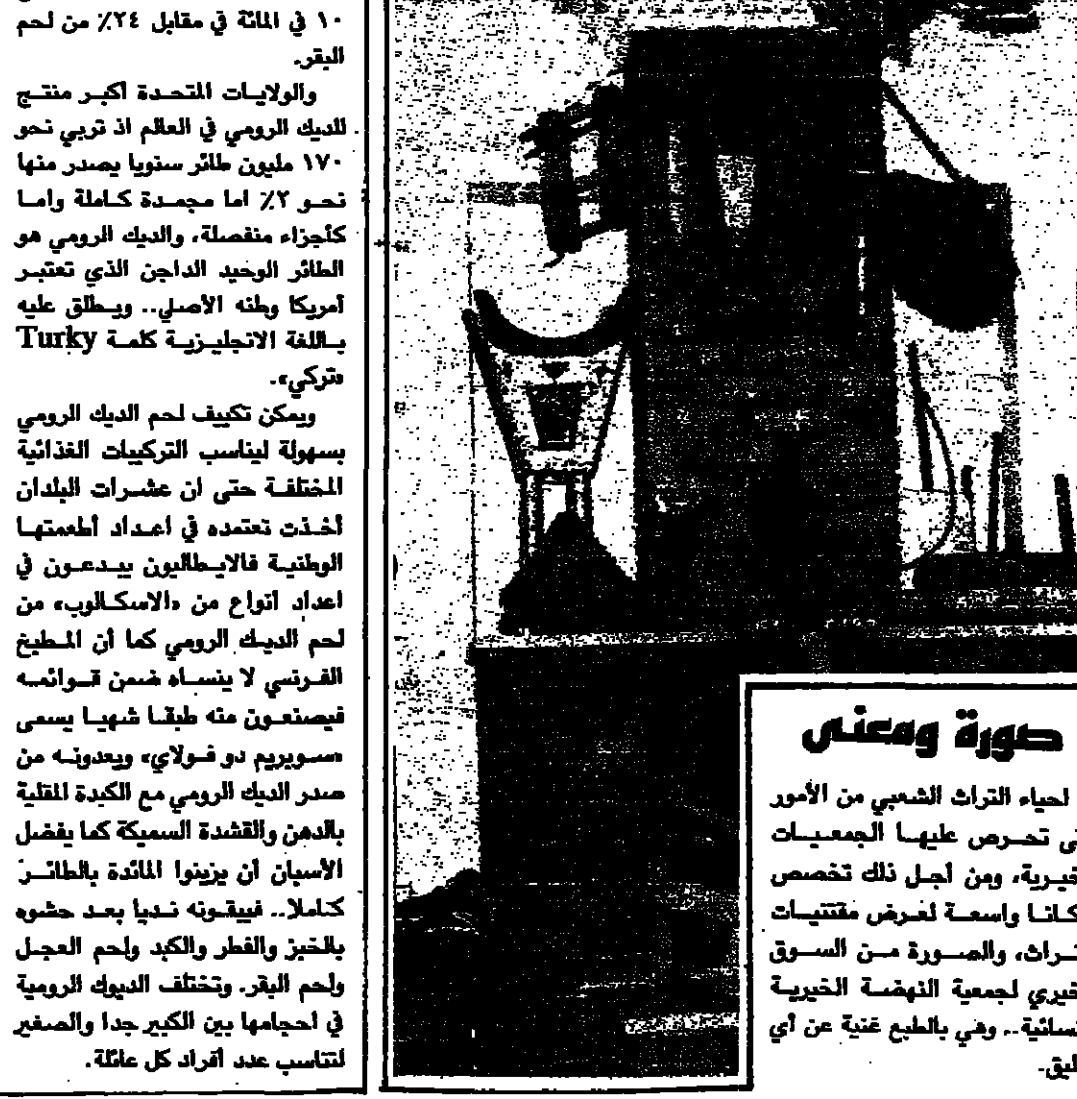 ١٠ في المائة في مقابل ٢٤٪ من لحم
البقر.
والولايات المتحدة اكبر منتج
للديك الرومي في العالم اذ تربي نحو
١٧٠ مليون طائر سنويا يصدر منها
نحو ٢٪ اما مجمدة كاملة واما
كأجزاء منفصلة، والديك الرومي هو
الطائر الوحيد الداجن الذي تعتبر
أمريكا وطنه الأصلي.. ويطلق عليه
باللغة الانجليزية كلمة Turky
«تركي».
ويمكن تكييف لحم الديك الرومي
بسهولة ليناسب التركيبات الغذائية
المختلفة حتى ان عشرات البلدان
أخذت تعتمده في اعداد أطعمتها
الوطنية فالايطاليون يبدعون في
اعداد انواع من «الاسكالوب» من
لحم الديك الرومي كما أن المطبخ
الفرنسي لا ينساه ضمن قوائمه
فيصنعون منه طبقا شهيا يسمى
«سوبريم دو فولاي» ويعدونه من
صدر الديك الرومي مع الكبدة المقلية
بالدهن والقشدة السميكة كما يفضل
الأسبان أن يزينوا المائدة بالطائر
كاملا.. فيبقونه نديا بعد حشوه
بالخبز والفطر والكبد ولحم العجل
ولحم البقر. وتختلف الديوك الرومية
في احجامها بين الكبير جدا والصغير
لتتناسب عدد أفراد كل عائلة.
صورة ومعنى
احياء التراث الشعبي من الأمور
تى تحرص عليها الجمعيات
خيرية، ومن أجل ذلك تخصص
كانا واسعة لعرض مقتنيات
تراث، والصورة من السوق
خيري لجمعية النهضة الخيرية
نسائية.. وهي بالطبع غنية عن أي
ليق.